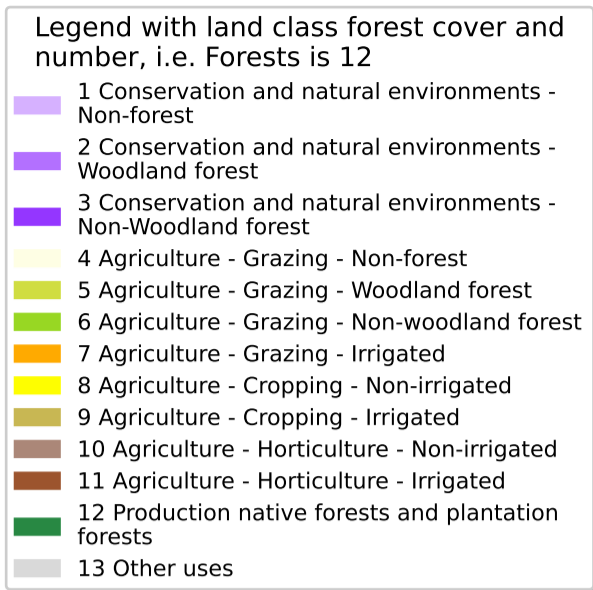 Legend with land class forest cover and
number, i.e. Forests is 12
1 Conservation and natural environments -
Non-forest
2 Conservation and natural environments -
Woodland forest
3 Conservation and natural environments -
Non-Woodland forest
4 Agriculture - Grazing - Non-forest
5 Agriculture - Grazing - Woodland forest
6 Agriculture - Grazing - Non-woodland forest
7 Agriculture - Grazing - Irrigated
8 Agriculture - Cropping - Non-irrigated
9 Agriculture - Cropping - Irrigated
10 Agriculture - Horticulture - Non-irrigated
11 Agriculture - Horticulture - Irrigated
12 Production native forests and plantation
forests
13 Other uses